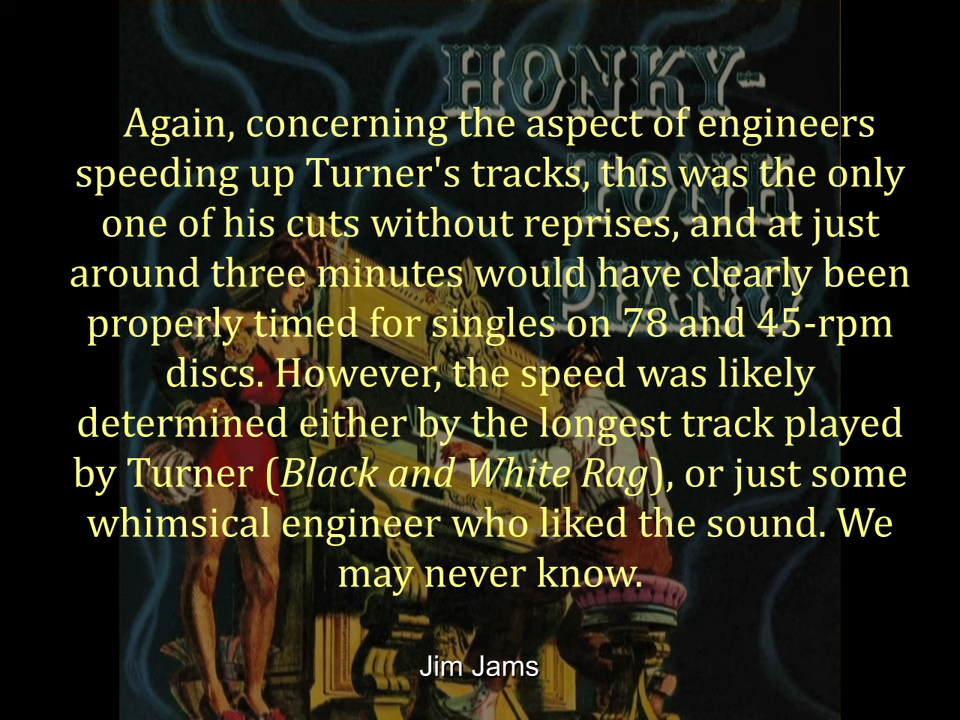 HONKY-
TONK
PIANO
Again, concerning the aspect of engineers
speeding up Turner's tracks, this was the only
one of his cuts without reprises, and at just
around three minutes would have clearly been
properly timed for singles on 78 and 45-rpm
discs. However, the speed was likely
determined either by the longest track played
by Turner (Black and White Rag), or just some
whimsical engineer who liked the sound. We
may never know.
Jim Jams